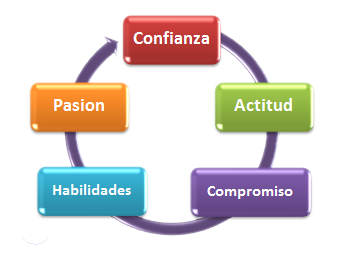 Confianza
Actitud
Compromiso
Habilidades
Pasion